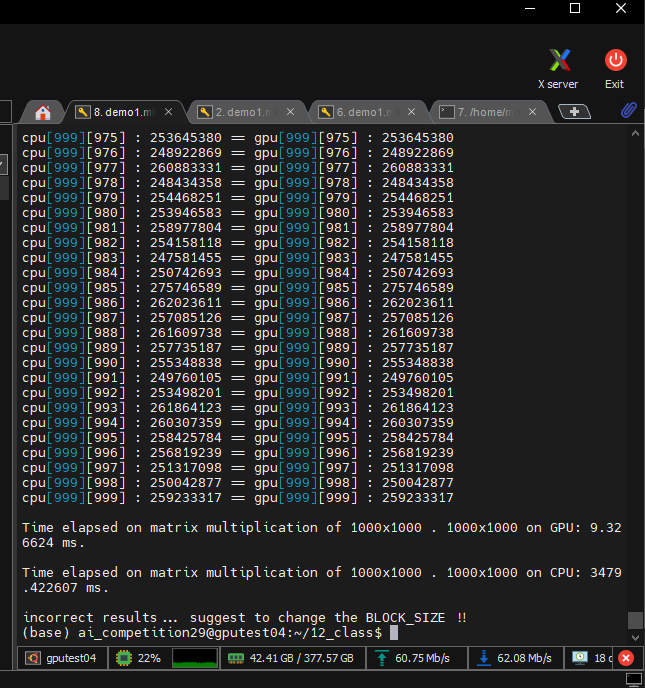 X server
Exit
8. demo1.m
2. demo1.m
6. demo1.m
7. /home/m
cpu[999][975] : 253645380 == gpu[999][975] : 253645380
cpu[999][976] : 248922869 == gpu[999][976] : 248922869
cpu[999][977] : 260883331 == gpu[999][977] : 260883331
cpu[999][978] : 248434358 == gpu[999][978] : 248434358
cpu[999][979] : 254468251 == gpu[999][979] : 254468251
cpu[999][980] : 253946583 == gpu[999][980] : 253946583
cpu[999][981] : 258977804 == gpu[999][981] : 258977804
cpu[999][982] : 254158118 == gpu[999][982] : 254158118
cpu[999][983] : 247581455 == gpu[999][983] : 247581455
cpu[999][984] : 250742693 == gpu[999][984] : 250742693
cpu[999][985] : 275746589 == gpu[999][985] : 275746589
cpu[999][986] : 262023611 == gpu[999][986] : 262023611
cpu[999][987] : 257085126 == gpu[999][987] : 257085126
cpu[999][988] : 261609738 == gpu[999][988] : 261609738
cpu[999][989] : 257735187 == gpu[999][989] : 257735187
cpu[999][990] : 255348838 == gpu[999][990] : 255348838
cpu[999][991] : 249760105 == gpu[999][991] : 249760105
cpu[999][992] : 253498201 == gpu[999][992] : 253498201
cpu[999][993] : 261864123 == gpu[999][993] : 261864123
cpu[999][994] : 260307359 == gpu[999][994] : 260307359
cpu[999][995] : 258425784 == gpu[999][995] : 258425784
cpu[999][996] : 256819239 == gpu[999][996] : 256819239
cpu[999][997] : 251317098 == gpu[999][997] : 251317098
cpu[999][998] : 250042877 == gpu[999][998] : 250042877
cpu[999][999] : 259233317 == gpu[999][999] : 259233317
Time elapsed on matrix multiplication of 1000x1000 . 1000x1000 on GPU: 9.32
6624 ms.
Time elapsed on matrix multiplication of 1000x1000 . 1000x1000 on CPU: 3479
.422607 ms.
incorrect results... suggest to change the BLOCK_SIZE !!
(base) ai_competition29@gputest04:~/12_class$
gputest04
22%
42.41 GB / 377.57 GB
60.75 Mb/s
62.08 Mb/s
18 d